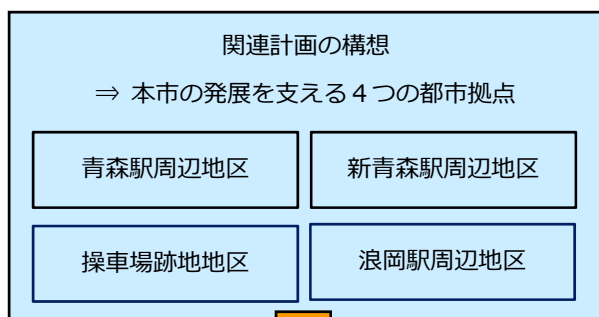 関連計画の構想
⇒ 本市の発展を支える４つの都市拠点
青森駅周辺地区
新青森駅周辺地区
操車場跡地地区
浪岡駅周辺地区